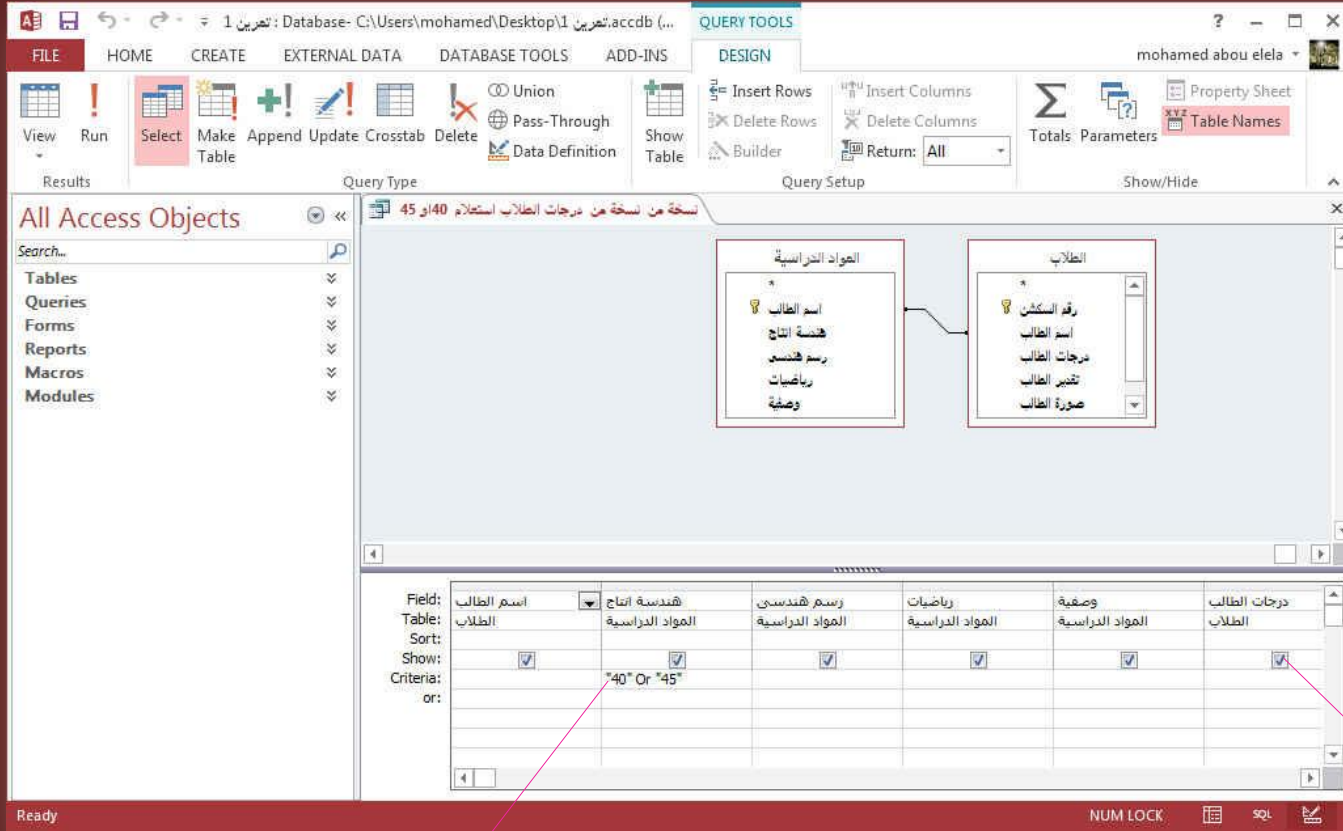 تمرين 1 : Database- C:\Users\mohamed\Desktop\تمرين 1.accdb (...
QUERY TOOLS
FILE HOME CREATE EXTERNAL DATA DATABASE TOOLS ADD-INS DESIGN
mohamed abou elela
View
Run
Select
Make Table
Append
Update
Crosstab
Delete
Union
Pass-Through
Data Definition
Show Table
Insert Rows
Delete Rows
Builder
Insert Columns
Delete Columns
Return: All
Totals
Parameters
Property Sheet
Table Names
Results
Query Type
Query Setup
Show/Hide
All Access Objects
Search...
Tables
Queries
Forms
Reports
Macros
Modules
نسخة من نسخة من درجات الطلاب استعلام 40او 45
المواد الدراسية
*
اسم الطالب
هندسة انتاج
رسم هندسى
رياضيات
وصفية
الطلاب
*
رقم السكشن
اسم الطالب
درجات الطالب
تقدير الطالب
صورة الطالب
Field: اسم الطالب هندسة انتاج رسم هندسى رياضيات وصفية درجات الطالب
Table: الطلاب المواد الدراسية المواد الدراسية المواد الدراسية المواد الدراسية الطلاب
Sort:
Show:
Criteria: "40" Or "45"
or:
Ready
NUM LOCK
SQL